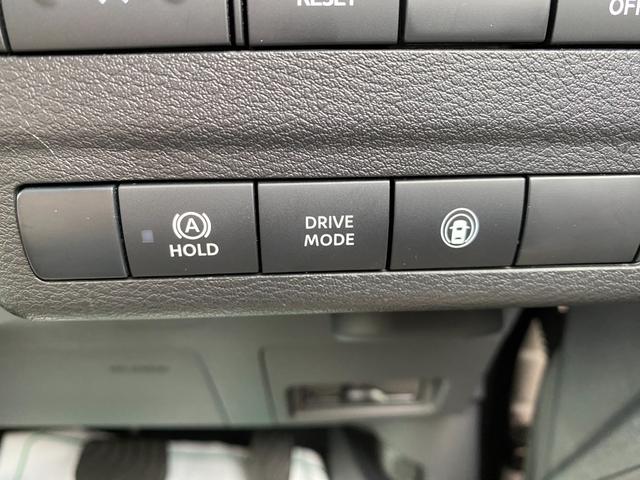 RESET
OFF
(A)
HOLD
DRIVE
MODE